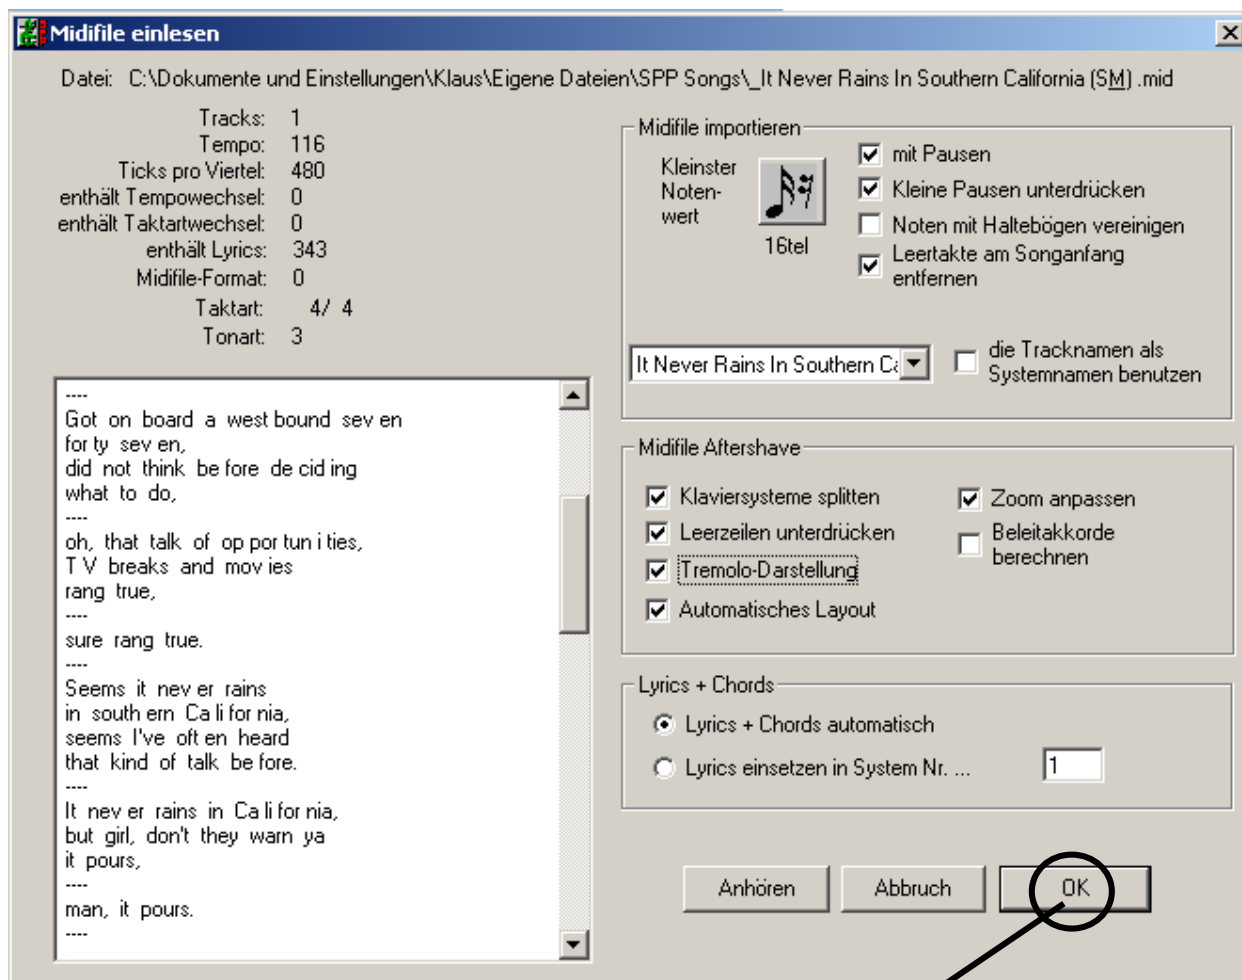 Midifile einlesen
Datei: C:\Dokumente und Einstellungen\Klaus\Eigene Dateien\SPP Songs\_It Never Rains In Southern California (SM) .mid
Tracks: 1
Tempo: 116
Ticks pro Viertel: 480
enthält Tempowechsel: 0
enthält Taktartwechsel: 0
enthält Lyrics: 343
Midifile-Format: 0
Taktart: 4/ 4
Tonart: 3
----
Got on board a west bound sev en
for ty sev en,
did not think be fore de cid ing
what to do,
----
oh, that talk of op por tun i ties,
T V breaks and mov ies
rang true,
----
sure rang true.
----
Seems it nev er rains
in south ern Ca li for nia,
seems I've oft en heard
that kind of talk be fore.
----
It nev er rains in Ca li for nia,
but girl, don't they warn ya
it pours,
----
man, it pours.
----
Midifile importieren
Kleinster
Noten-
wert
16tel
mit Pausen
Kleine Pausen unterdrücken
Noten mit Haltebögen vereinigen
Leertakte am Songanfang
entfernen
It Never Rains In Southern Ca
die Tracknamen als
Systemnamen benutzen
Midifile Aftershave
Klaviersysteme splitten
Leerzeilen unterdrücken
Tremolo-Darstellung
Automatisches Layout
Zoom anpassen
Beleitakkorde
berechnen
Lyrics + Chords
Lyrics + Chords automatisch
Lyrics einsetzen in System Nr. ... 1
Anhören Abbruch OK